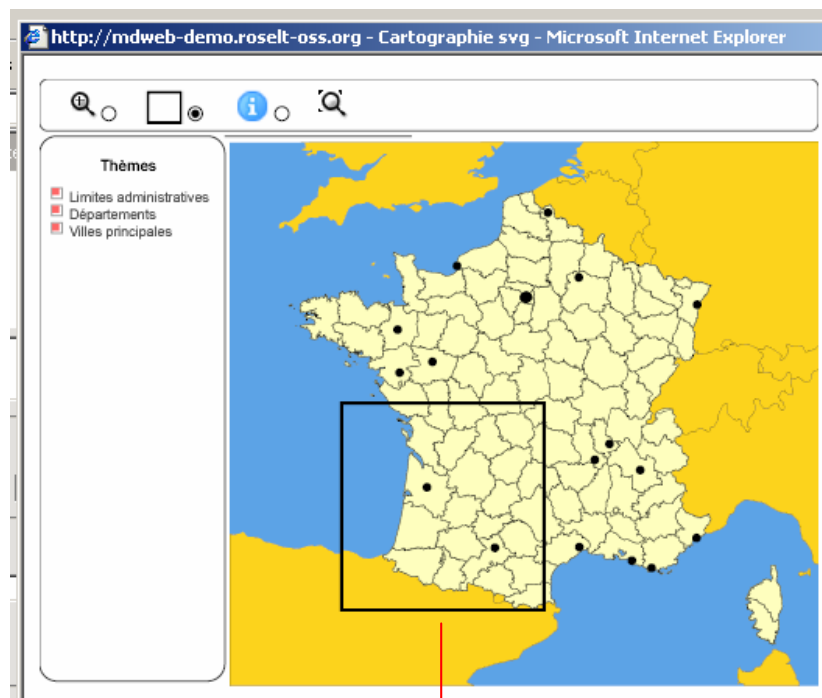 http://mdweb-demo.roselt-oss.org - Cartographie svg - Microsoft Internet Explorer
Thèmes
Limites administratives
Départements
Villes principales